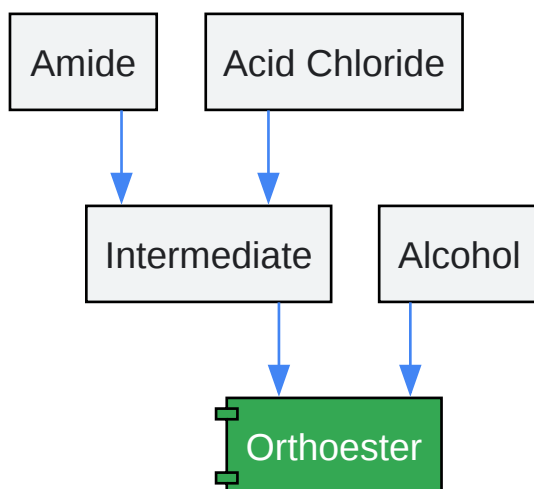 Amide
Acid Chloride
Intermediate
Alcohol
Orthoester